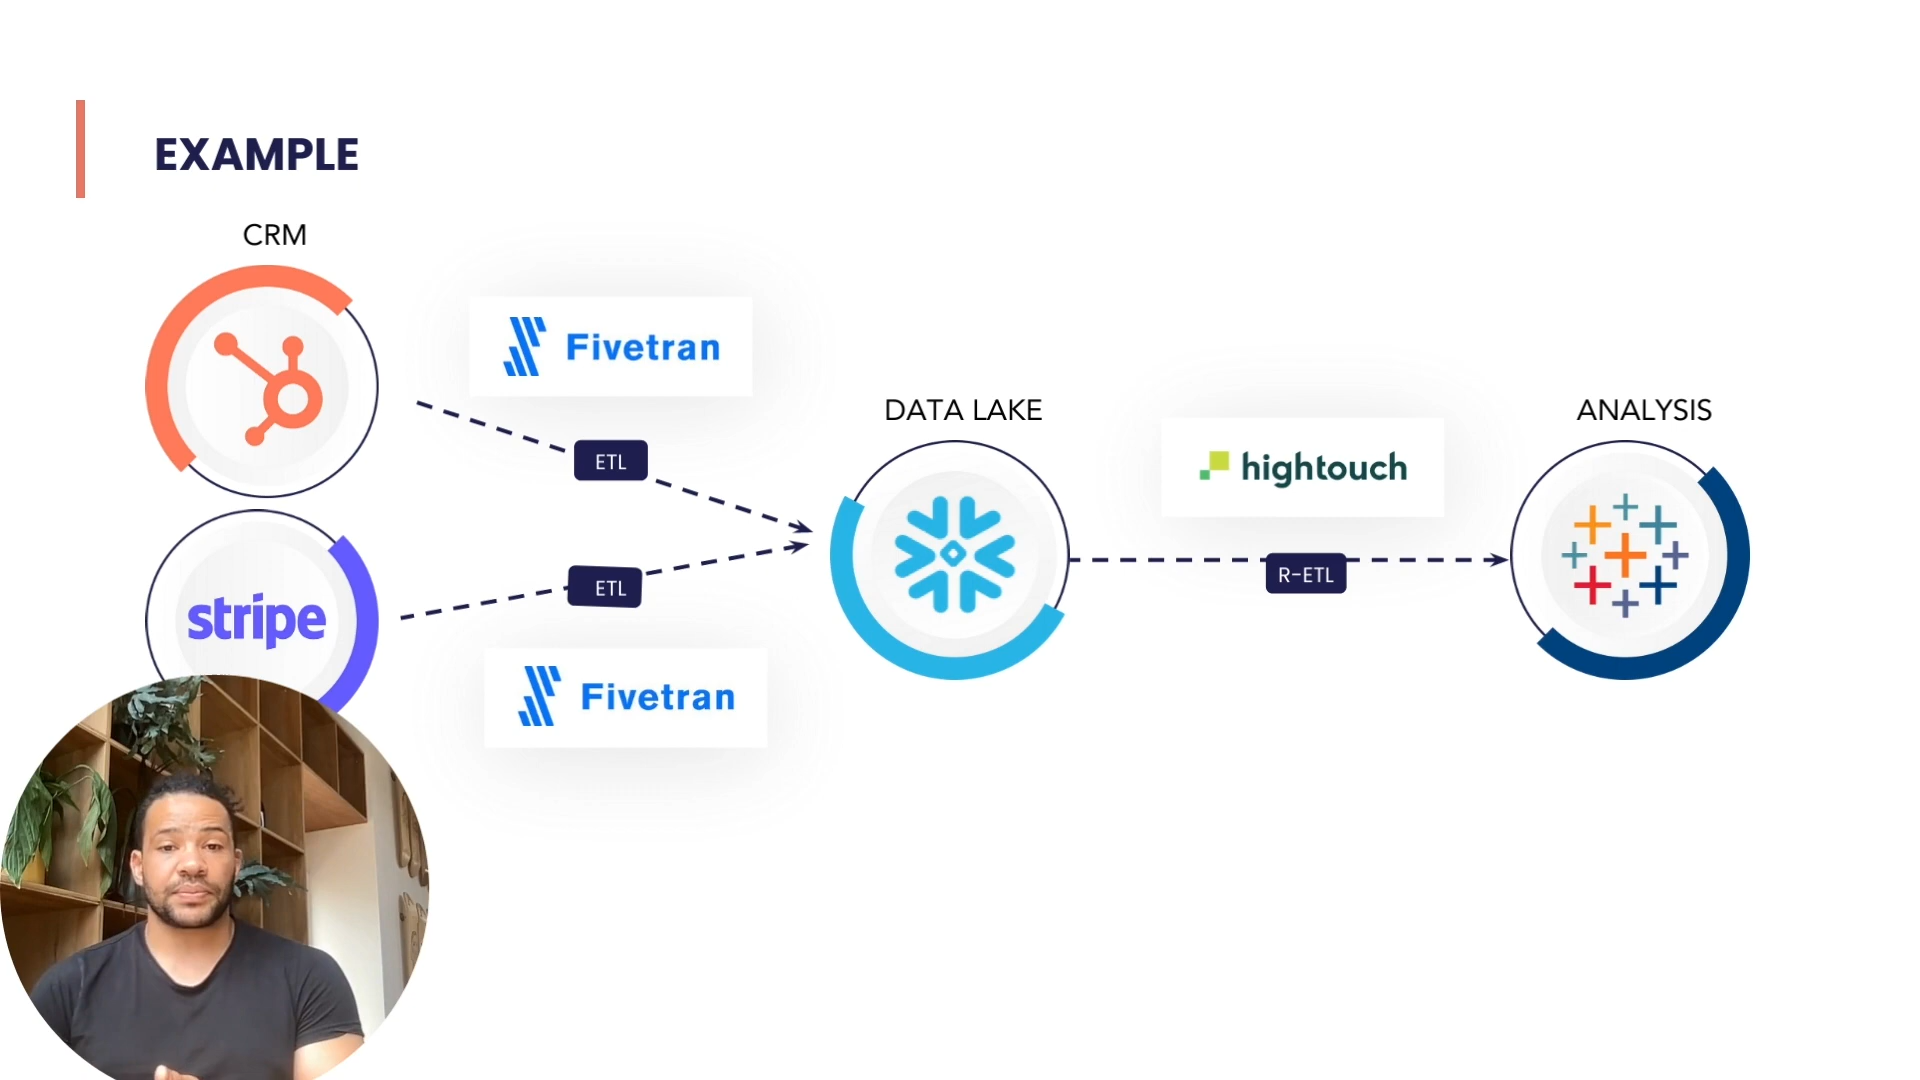 EXAMPLE
CRM
Fivetran
ETL
stripe
ETL
Fivetran
DATA LAKE
hightouch
R-ETL
ANALYSIS